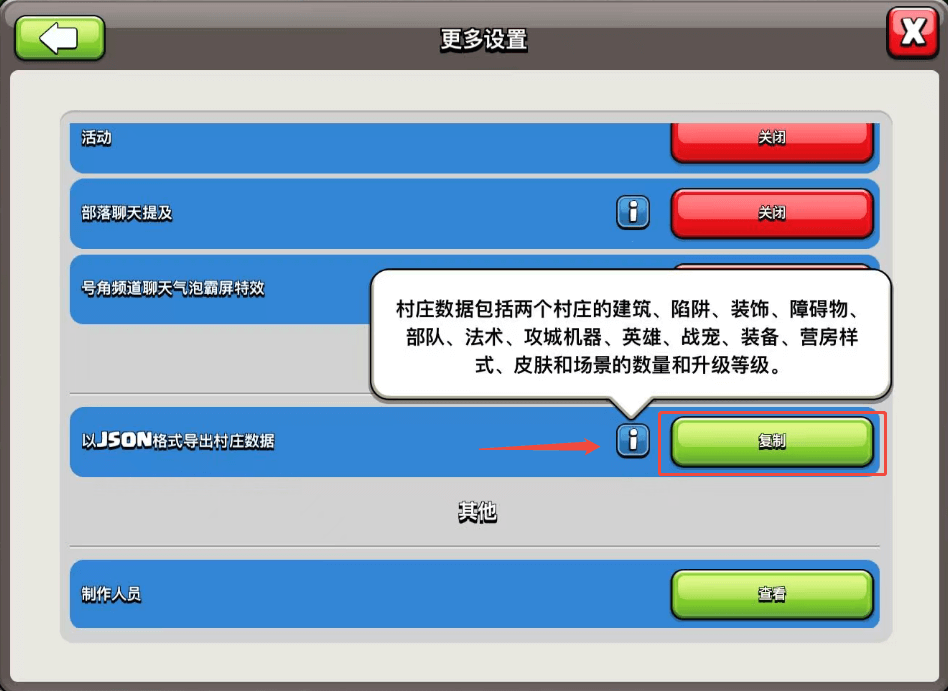 更多设置
活动
关闭
部落聊天提及
关闭
号角频道聊天气泡霸屏特效
村庄数据包括两个村庄的建筑、陷阱、装饰、障碍物、
部队、法术、攻城机器、英雄、战宠、装备、营房样
式、皮肤和场景的数量和升级等级。
以JSON格式导出村庄数据
复制
其他
制作人员
查看